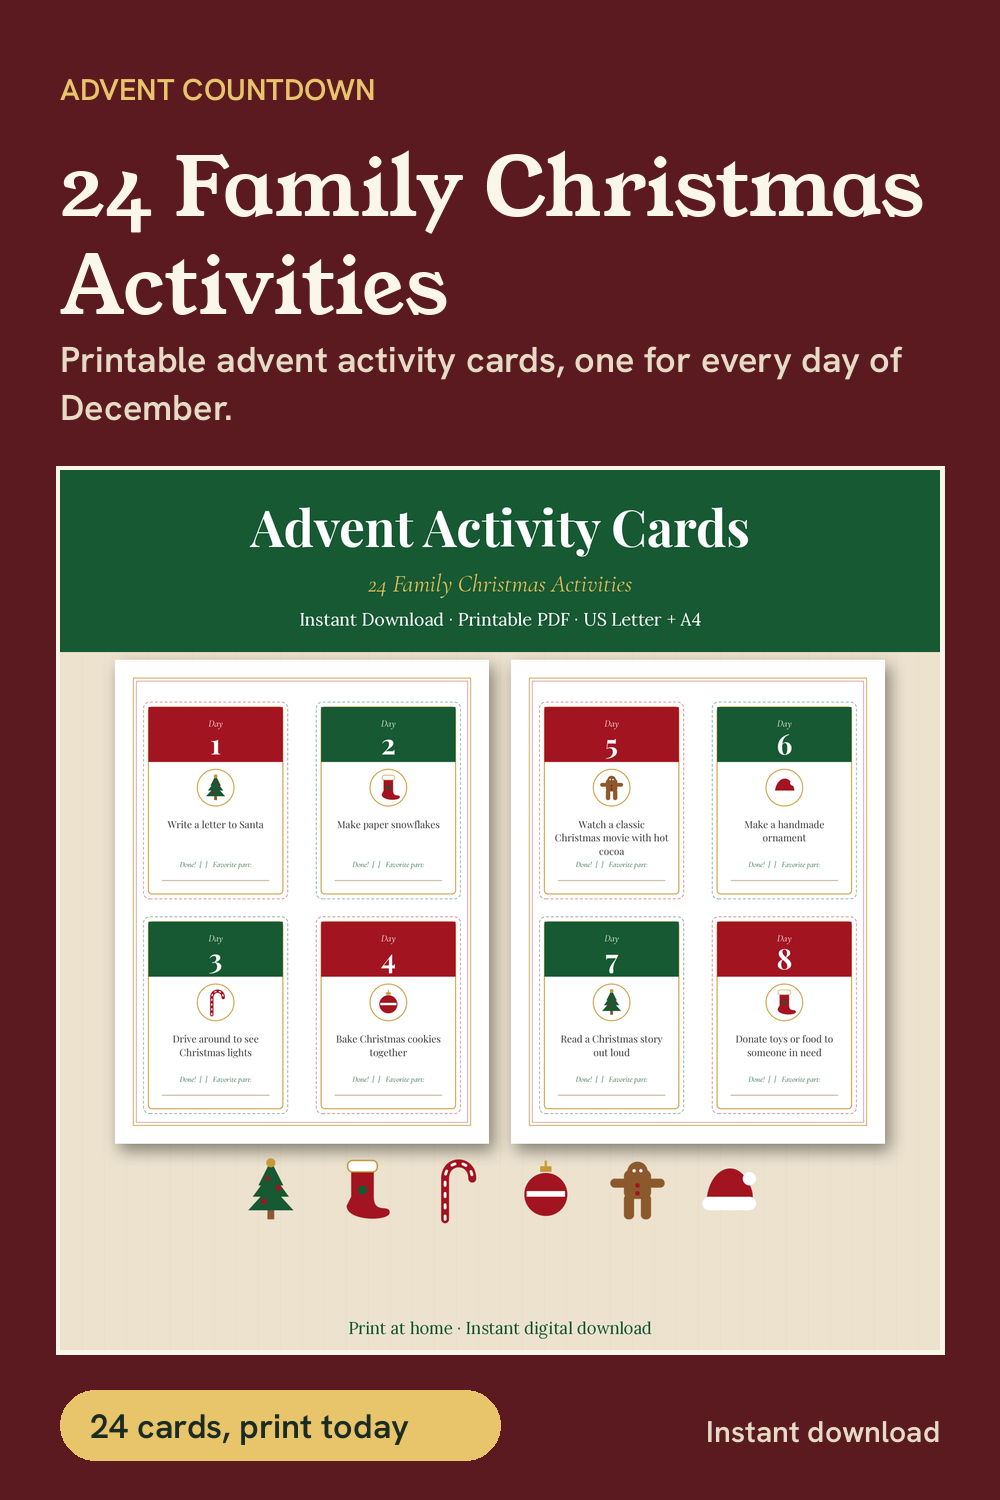 ADVENT COUNTDOWN
24 Family Christmas
Activities
Printable advent activity cards, one for every day of
December.
Advent Activity Cards
24 Family Christmas Activities
Instant Download · Printable PDF · US Letter + A4
Day
1
Write a letter to Santa
Done! [ ] Favorite part:
Day
2
Make paper snowflakes
Done! [ ] Favorite part:
Day
3
Drive around to see
Christmas lights
Done! [ ] Favorite part:
Day
4
Bake Christmas cookies
together
Done! [ ] Favorite part:
Day
5
Watch a classic
Christmas movie with hot
cocoa
Done! [ ] Favorite part:
Day
6
Make a handmade
ornament
Done! [ ] Favorite part:
Day
7
Read a Christmas story
out loud
Done! [ ] Favorite part:
Day
8
Donate toys or food to
someone in need
Done! [ ] Favorite part:
Print at home · Instant digital download
24 cards, print today
Instant download